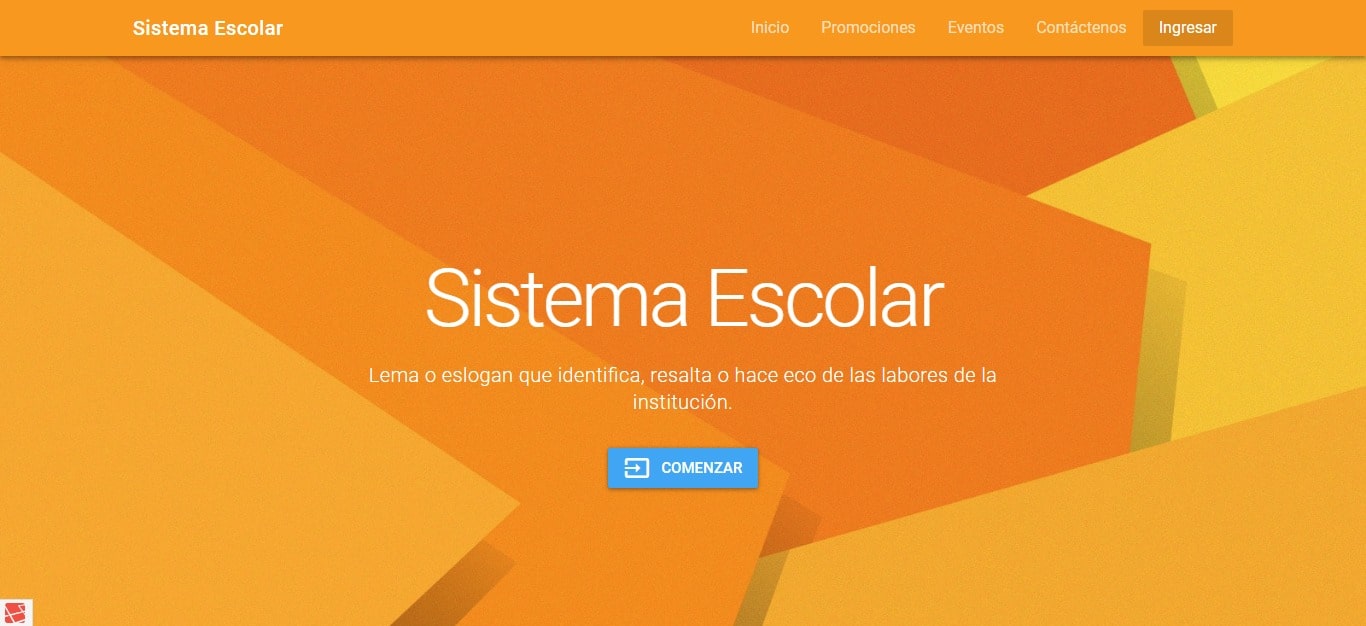 Sistema Escolar
Inicio Promociones Eventos Contáctenos Ingresar
Sistema Escolar
Lema o eslogan que identifica, resalta o hace eco de las labores de la
institución.
COMENZAR